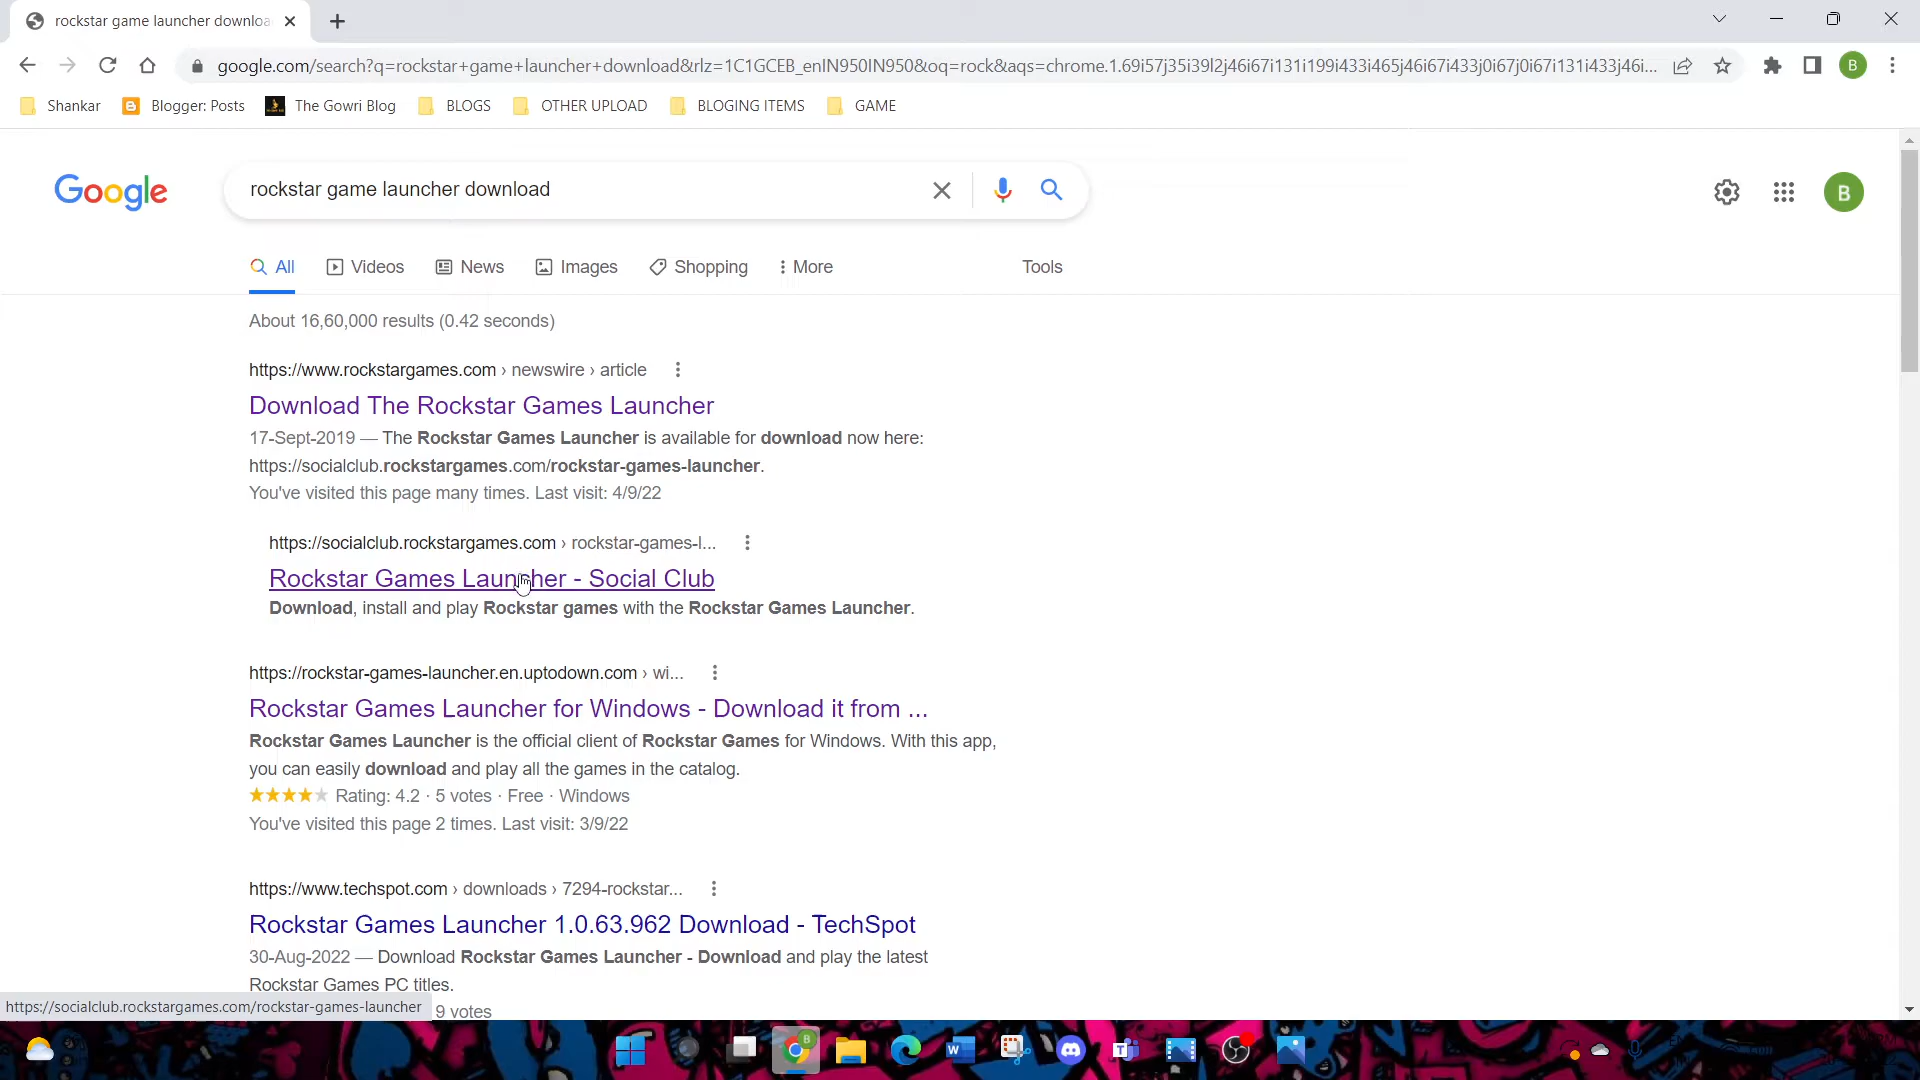 rockstar game launcher downloa
google.com/search?q=rockstar+game+launcher+download&rlz=1C1GCEB_enIN950IN950&oq=rock&aqs=chrome.1.69i57j35i39l2j46i67i131i199i433i465j46i67i433j0i67j0i67i131i433j46i...
B
Shankar
Blogger: Posts
The Gowri Blog
BLOGS
OTHER UPLOAD
BLOGING ITEMS
GAME
Google
rockstar game launcher download
B
All
Videos
News
Images
Shopping
More
Tools
About 16,60,000 results (0.42 seconds)
https://www.rockstargames.com › newswire › article
Download The Rockstar Games Launcher
17-Sept-2019 — The Rockstar Games Launcher is available for download now here:
https://socialclub.rockstargames.com/rockstar-games-launcher.
You've visited this page many times. Last visit: 4/9/22
https://socialclub.rockstargames.com › rockstar-games-l...
Rockstar Games Launcher - Social Club
Download, install and play Rockstar games with the Rockstar Games Launcher.
https://rockstar-games-launcher.en.uptodown.com › wi...
Rockstar Games Launcher for Windows - Download it from ...
Rockstar Games Launcher is the official client of Rockstar Games for Windows. With this app,
you can easily download and play all the games in the catalog.
Rating: 4.2 · 5 votes · Free · Windows
You've visited this page 2 times. Last visit: 3/9/22
https://www.techspot.com › downloads › 7294-rockstar...
Rockstar Games Launcher 1.0.63.962 Download - TechSpot
30-Aug-2022 — Download Rockstar Games Launcher - Download and play the latest
Rockstar Games PC titles.
9 votes
https://socialclub.rockstargames.com/rockstar-games-launcher